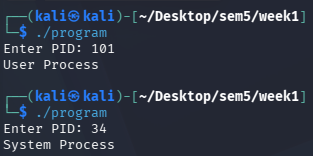 ┌──(kali㉿kali)-[~/Desktop/sem5/week1]
└─$ ./program
Enter PID: 101
User Process
┌──(kali㉿kali)-[~/Desktop/sem5/week1]
└─$ ./program
Enter PID: 34
System Process